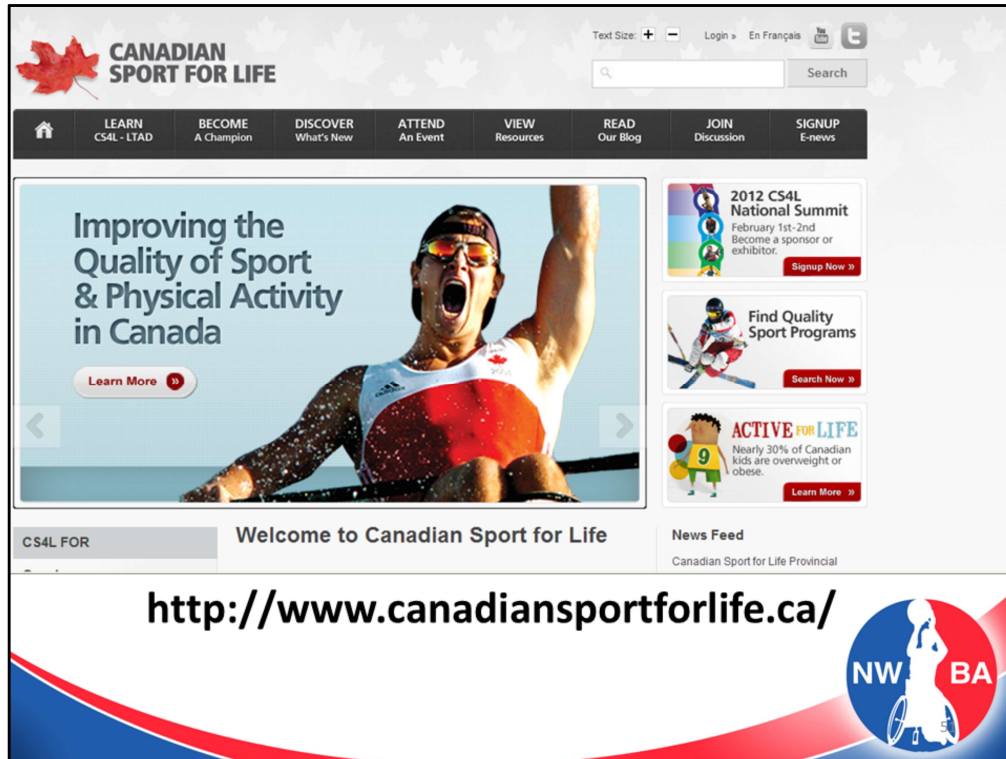 CANADIAN
SPORT FOR LIFE
Text Size: + −
Login »
En Français
You
Tube
t
Search
LEARN
CS4L - LTAD
BECOME
A Champion
DISCOVER
What's New
ATTEND
An Event
VIEW
Resources
READ
Our Blog
JOIN
Discussion
SIGNUP
E-news
Improving the
Quality of Sport
& Physical Activity
in Canada
Learn More »
2012 CS4L
National Summit
February 1st-2nd
Become a sponsor or
exhibitor.
Signup Now »
Find Quality
Sport Programs
Search Now »
9
ACTIVE FOR LIFE
Nearly 30% of Canadian
kids are overweight or
obese.
Learn More »
CS4L FOR
Welcome to Canadian Sport for Life
News Feed
Canadian Sport for Life Provincial
http://www.canadiansportforlife.ca/
NW BA
5